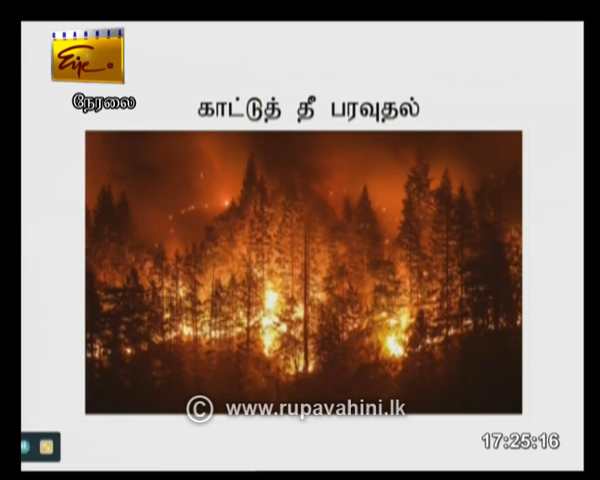 CHANNEL
Eye
நேரலை
காட்டுத் தீ பரவுதல்
© www.rupavahini.lk
17:25:16